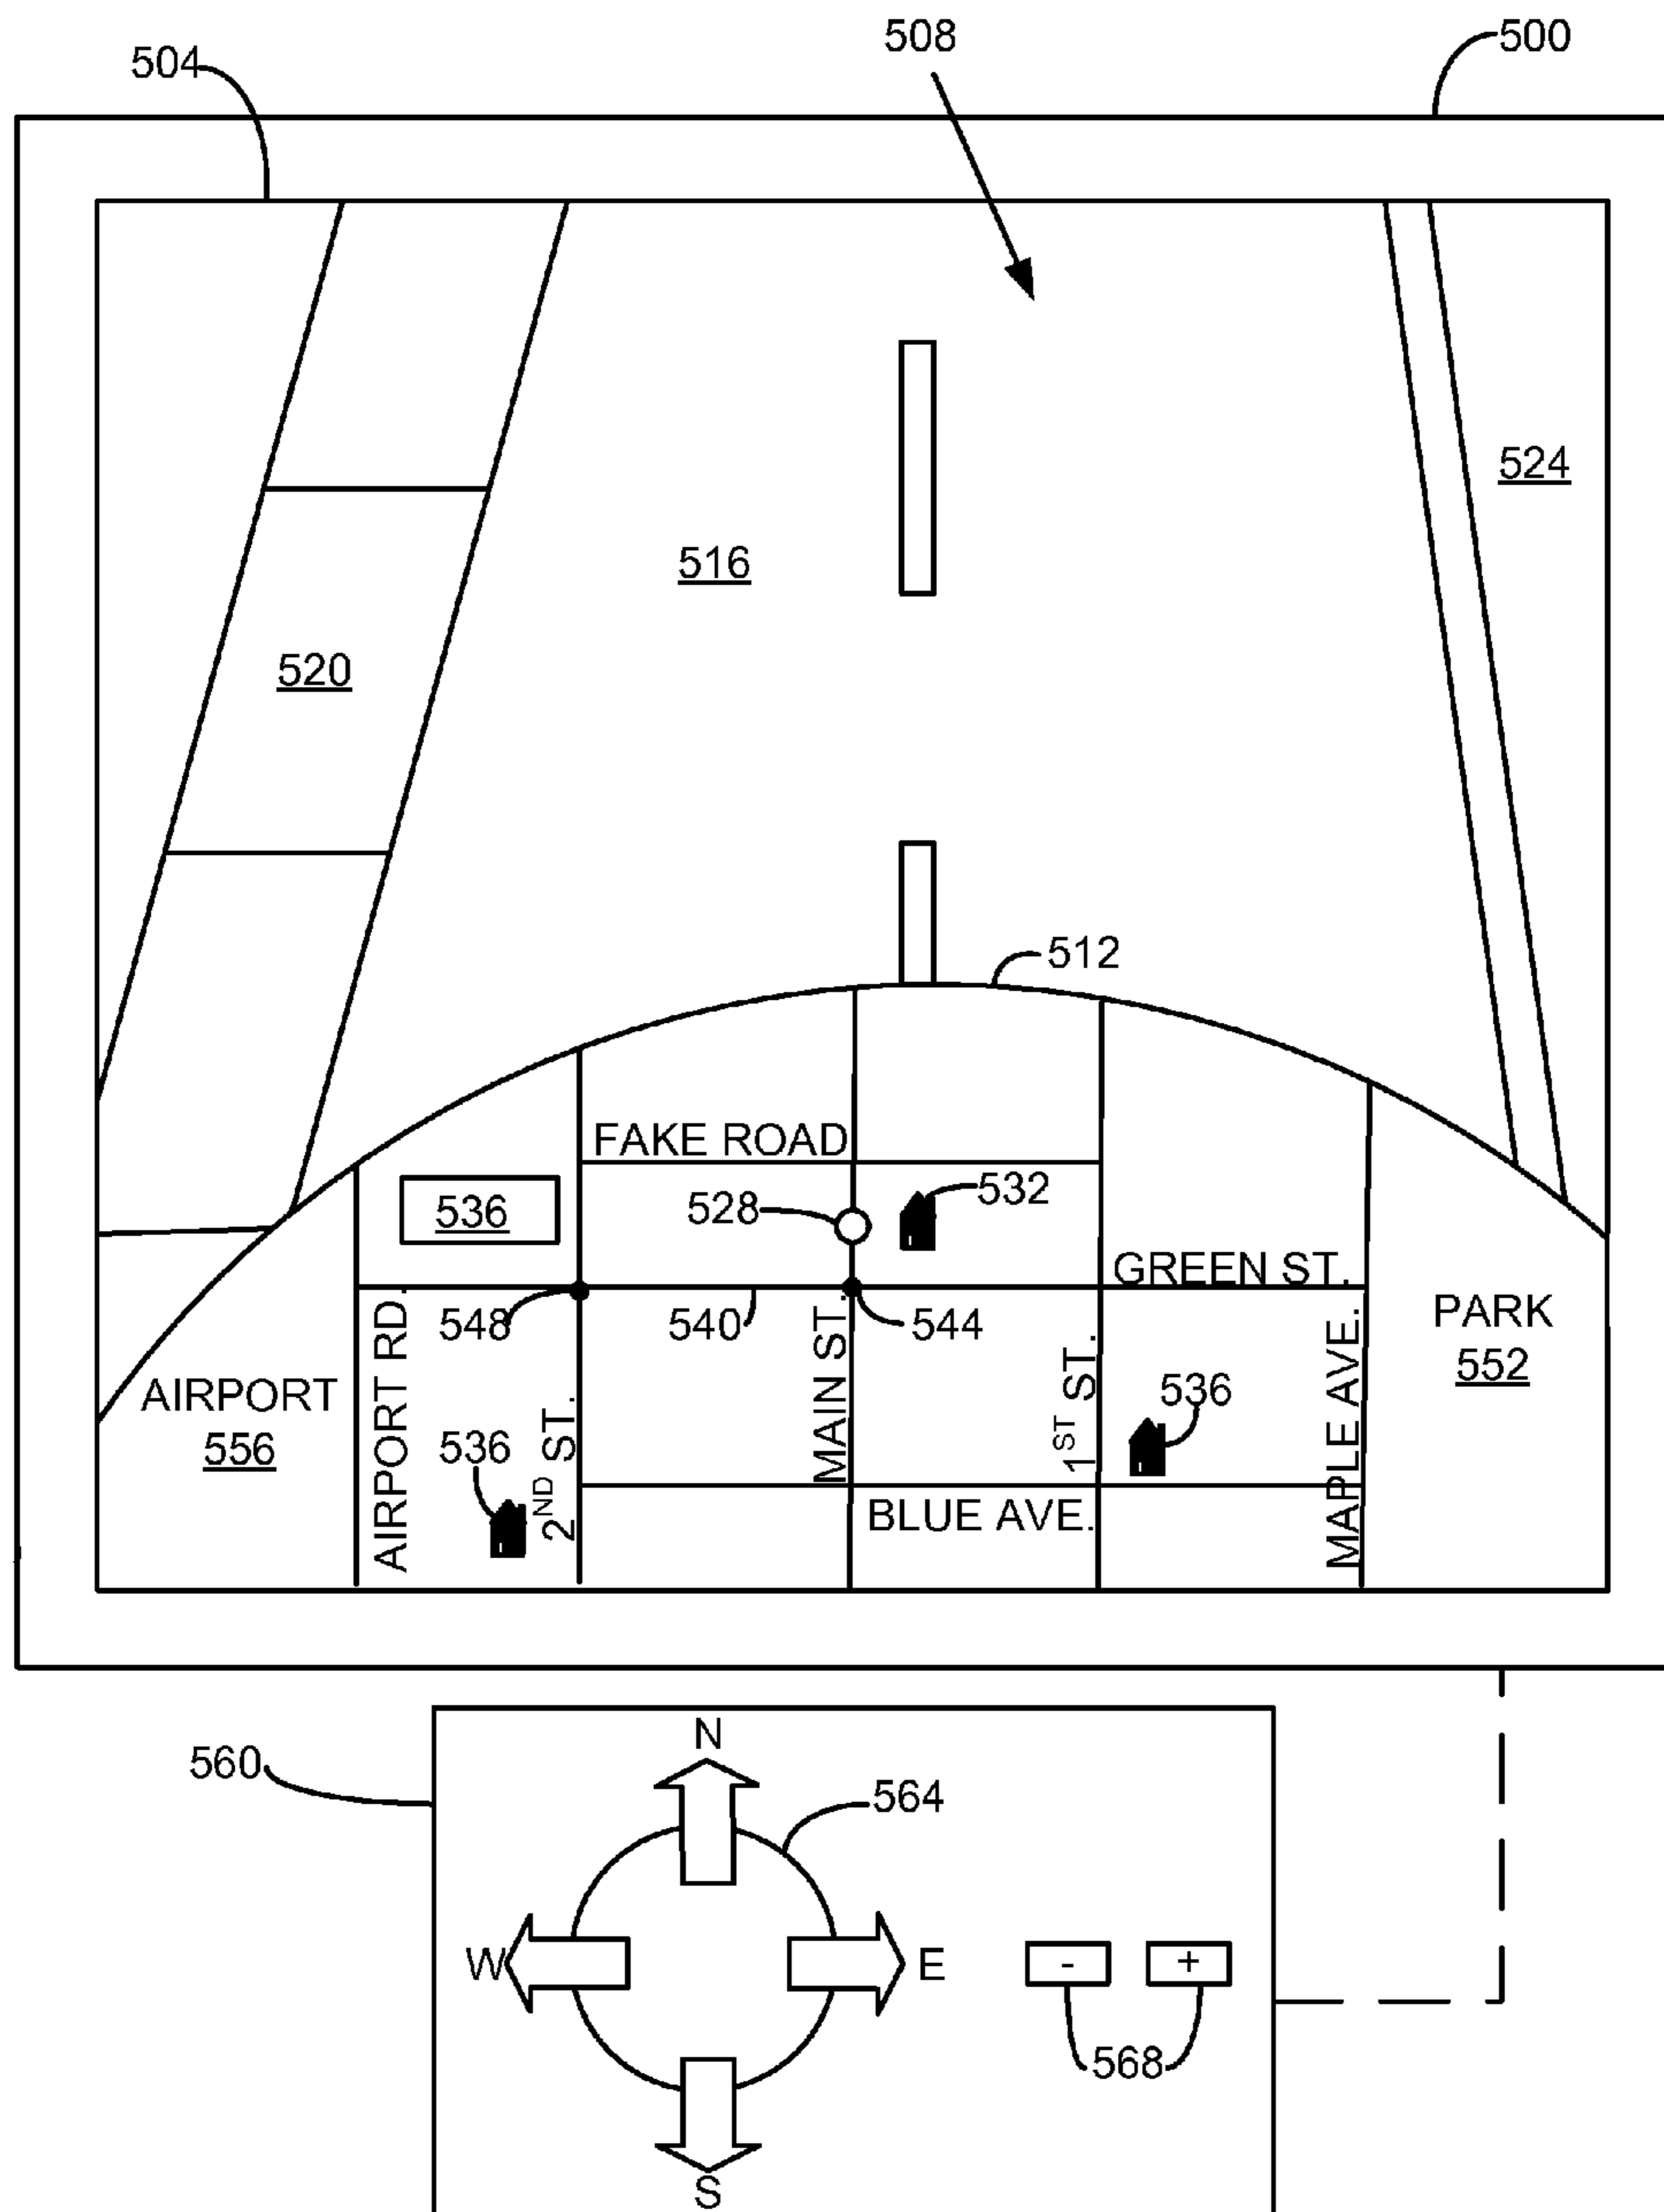 508
500
504
524
516
520
512
FAKE ROAD
536
528
532
GREEN ST.
548
540
544
PARK
552
AIRPORT
556
AIRPORT RD.
536
2ND ST.
MAIN ST.
1ST ST.
536
MAPLE AVE.
BLUE AVE.
N
560
564
W
E
-
+
568
S